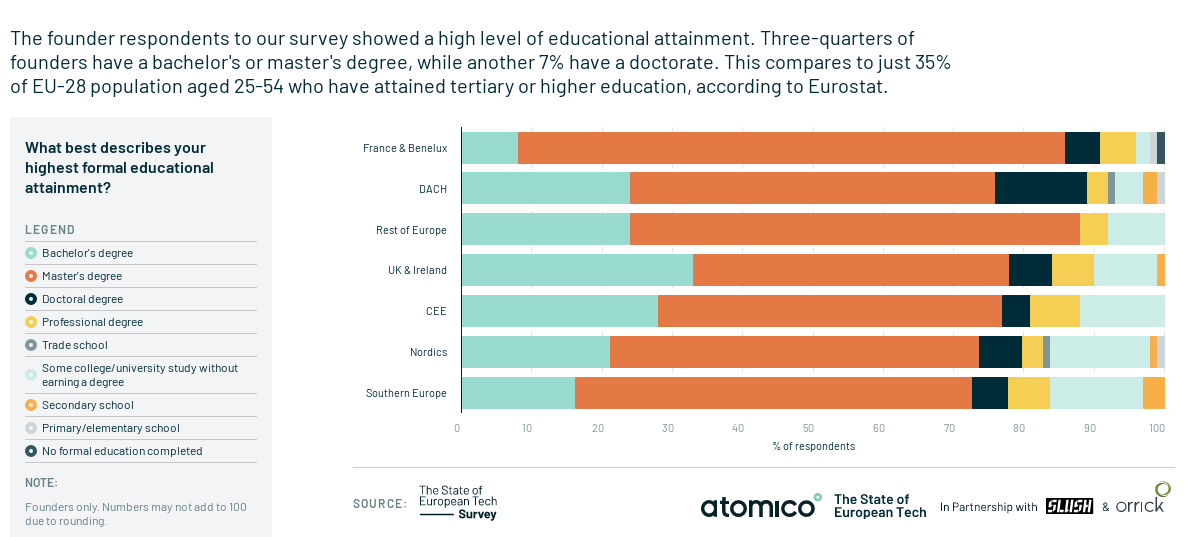 The founder respondents to our survey showed a high level of educational attainment. Three-quarters of
founders have a bachelor's or master's degree, while another 7% have a doctorate. This compares to just 35%
of EU-28 population aged 25-54 who have attained tertiary or higher education, according to Eurostat.
What best describes your
highest formal educational
attainment?
LEGEND
Bachelor's degree
Master's degree
Doctoral degree
Professional degree
Trade school
Some college/university study without
earning a degree
Secondary school
Primary/elementary school
No formal education completed
NOTE:
Founders only. Numbers may not add to 100
due to rounding.
France & Benelux
DACH
Rest of Europe
UK & Ireland
CEE
Nordics
Southern Europe
0 10 20 30 40 50 60 70 80 90 100
% of respondents
SOURCE:
The State of
European Tech
Survey
atomico
The State of
European Tech
In Partnership with SLUSH & orrick